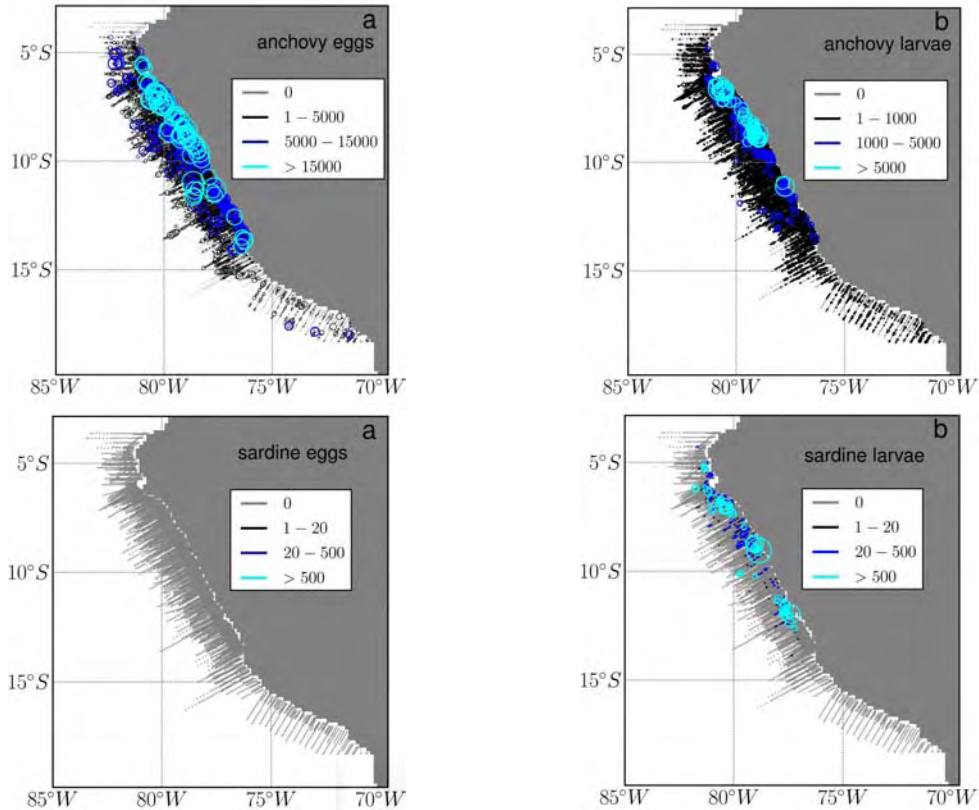 a
anchovy eggs
0
1 – 5000
5000 – 15000
> 15000
5°S
10°S
15°S
85°W 80°W 75°W 70°W
b
anchovy larvae
0
1 – 1000
1000 – 5000
> 5000
5°S
10°S
15°S
85°W 80°W 75°W 70°W
a
sardine eggs
0
1 – 20
20 – 500
> 500
5°S
10°S
15°S
85°W 80°W 75°W 70°W
b
sardine larvae
0
1 – 20
20 – 500
> 500
5°S
10°S
15°S
85°W 80°W 75°W 70°W